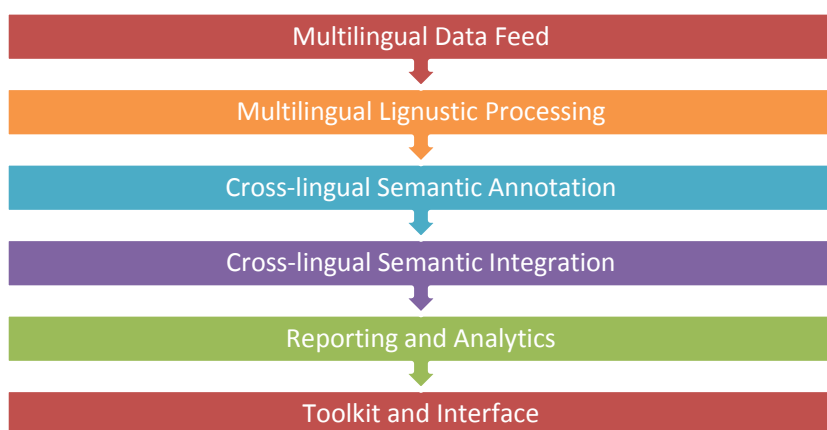 Multilingual Data Feed
Multilingual Lignustic Processing
Cross-lingual Semantic Annotation
Cross-lingual Semantic Integration
Reporting and Analytics
Toolkit and Interface